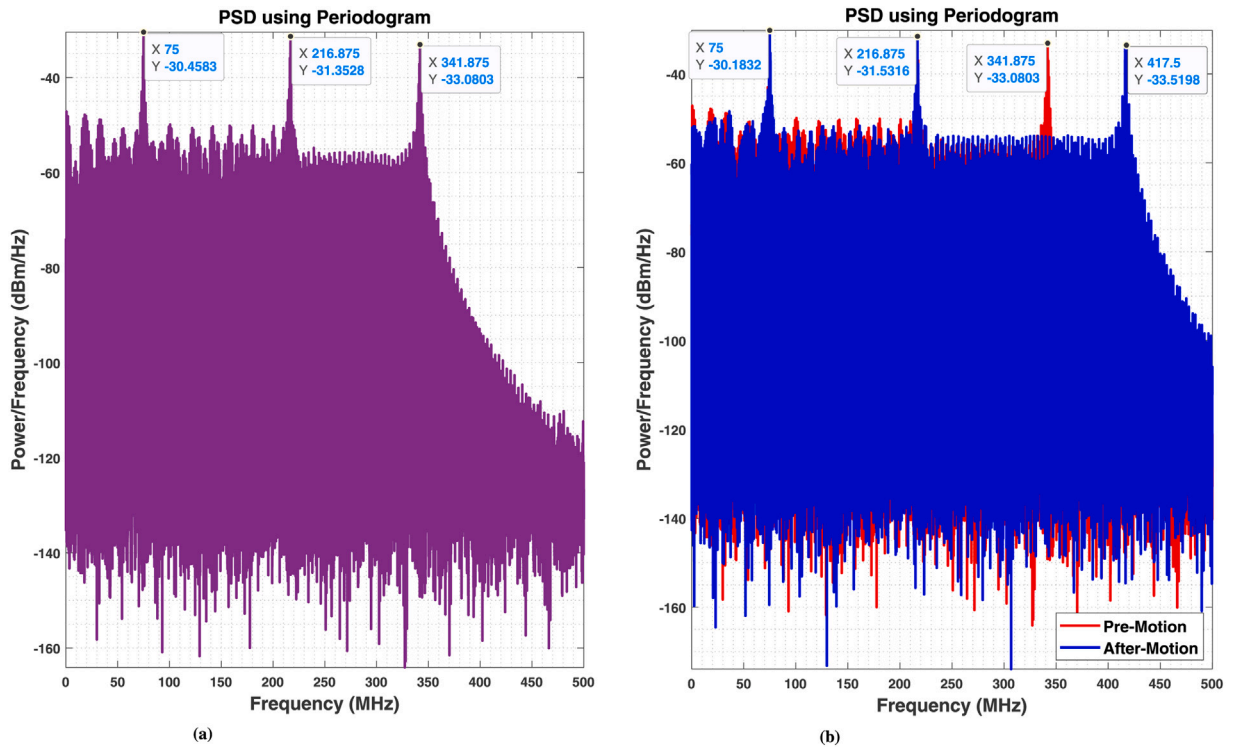 PSD using Periodogram
X 75
Y -30.4583
X 216.875
Y -31.3528
X 341.875
Y -33.0803
-40
-60
-80
-100
-120
-140
-160
Power/Frequency (dBm/Hz)
0 50 100 150 200 250 300 350 400 450 500
Frequency (MHz)
(a)
PSD using Periodogram
X 75
Y -30.1832
X 216.875
Y -31.5316
X 341.875
Y -33.0803
X 417.5
Y -33.5198
-40
-60
-80
-100
-120
-140
-160
Power/Frequency (dBm/Hz)
Pre-Motion
After-Motion
0 50 100 150 200 250 300 350 400 450 500
Frequency (MHz)
(b)